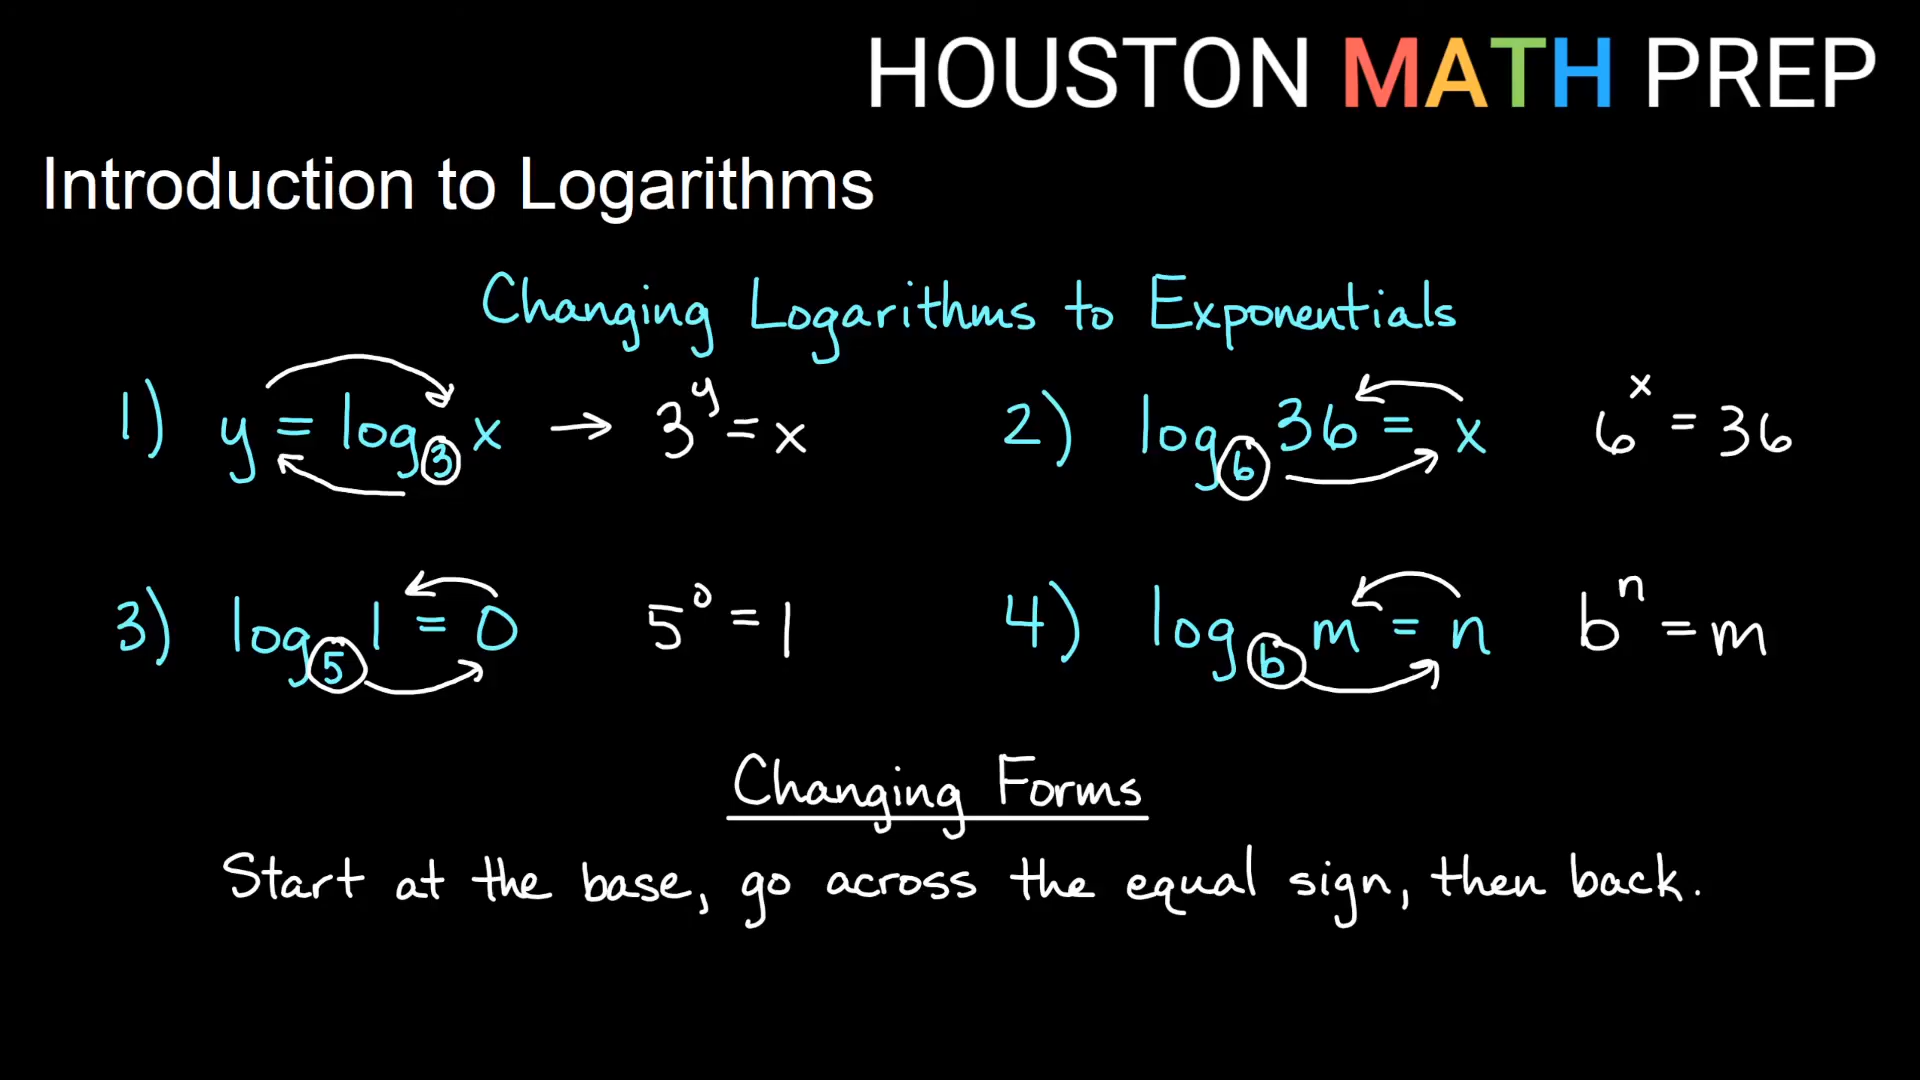 HOUSTON MATH PREP
Introduction to Logarithms
Changing Logarithms to Exponentials
1) y = log₃ x → 3^y = x
2) log₆ 36 = x 6^x = 36
3) log₅ 1 = 0 5^0 = 1
4) log_b m = n b^n = m
Changing Forms
Start at the base, go across the equal sign, then back.